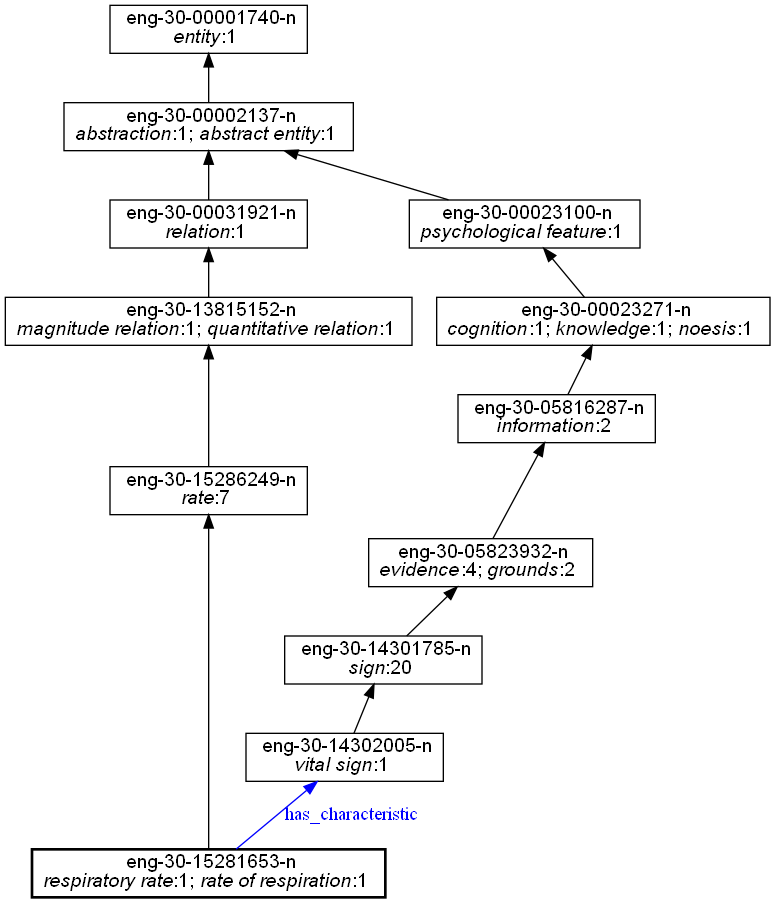 eng-30-00001740-n
entity:1
eng-30-00002137-n
abstraction:1; abstract entity:1
eng-30-00031921-n
relation:1
eng-30-00023100-n
psychological feature:1
eng-30-13815152-n
magnitude relation:1; quantitative relation:1
eng-30-00023271-n
cognition:1; knowledge:1; noesis:1
eng-30-05816287-n
information:2
eng-30-15286249-n
rate:7
eng-30-05823932-n
evidence:4; grounds:2
eng-30-14301785-n
sign:20
eng-30-14302005-n
vital sign:1
has_characteristic
eng-30-15281653-n
respiratory rate:1; rate of respiration:1